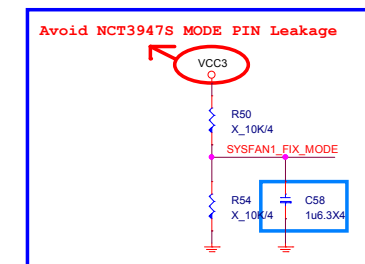 Avoid NCT3947S MODE PIN Leakage
VCC3
R50
X_10K/4
SYSFAN1_FIX_MODE
R54
X_10K/4
C58
1u6.3X4